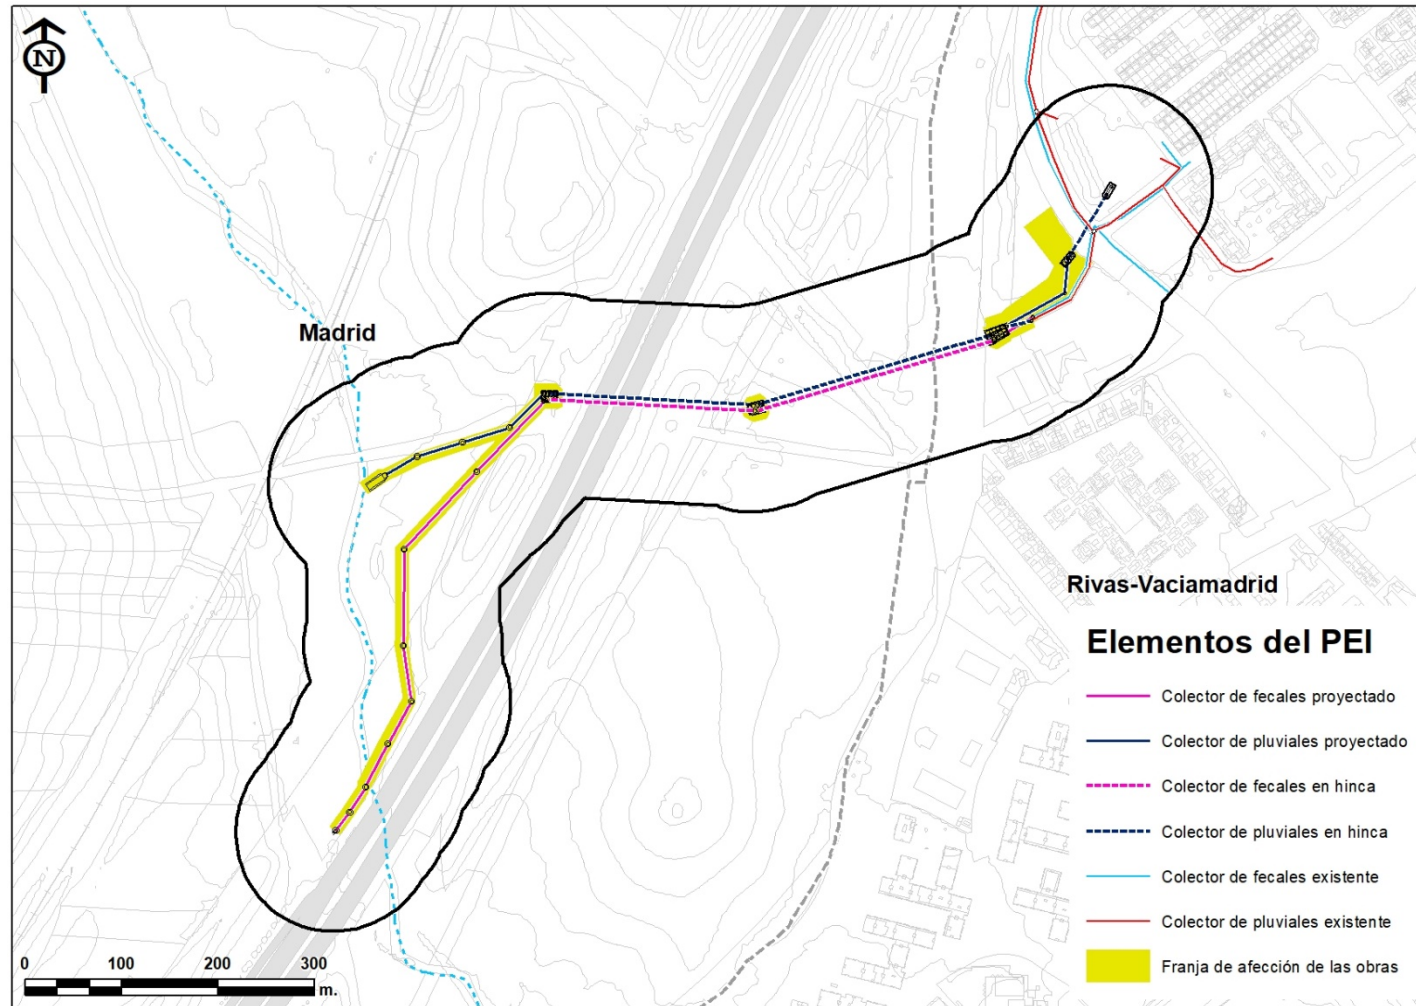 N
Madrid
Rivas-Vaciamadrid
Elementos del PEI
Colector de fecales proyectado
Colector de pluviales proyectado
Colector de fecales en hinca
Colector de pluviales en hinca
Colector de fecales existente
Colector de pluviales existente
Franja de afección de las obras
0 100 200 300
m.